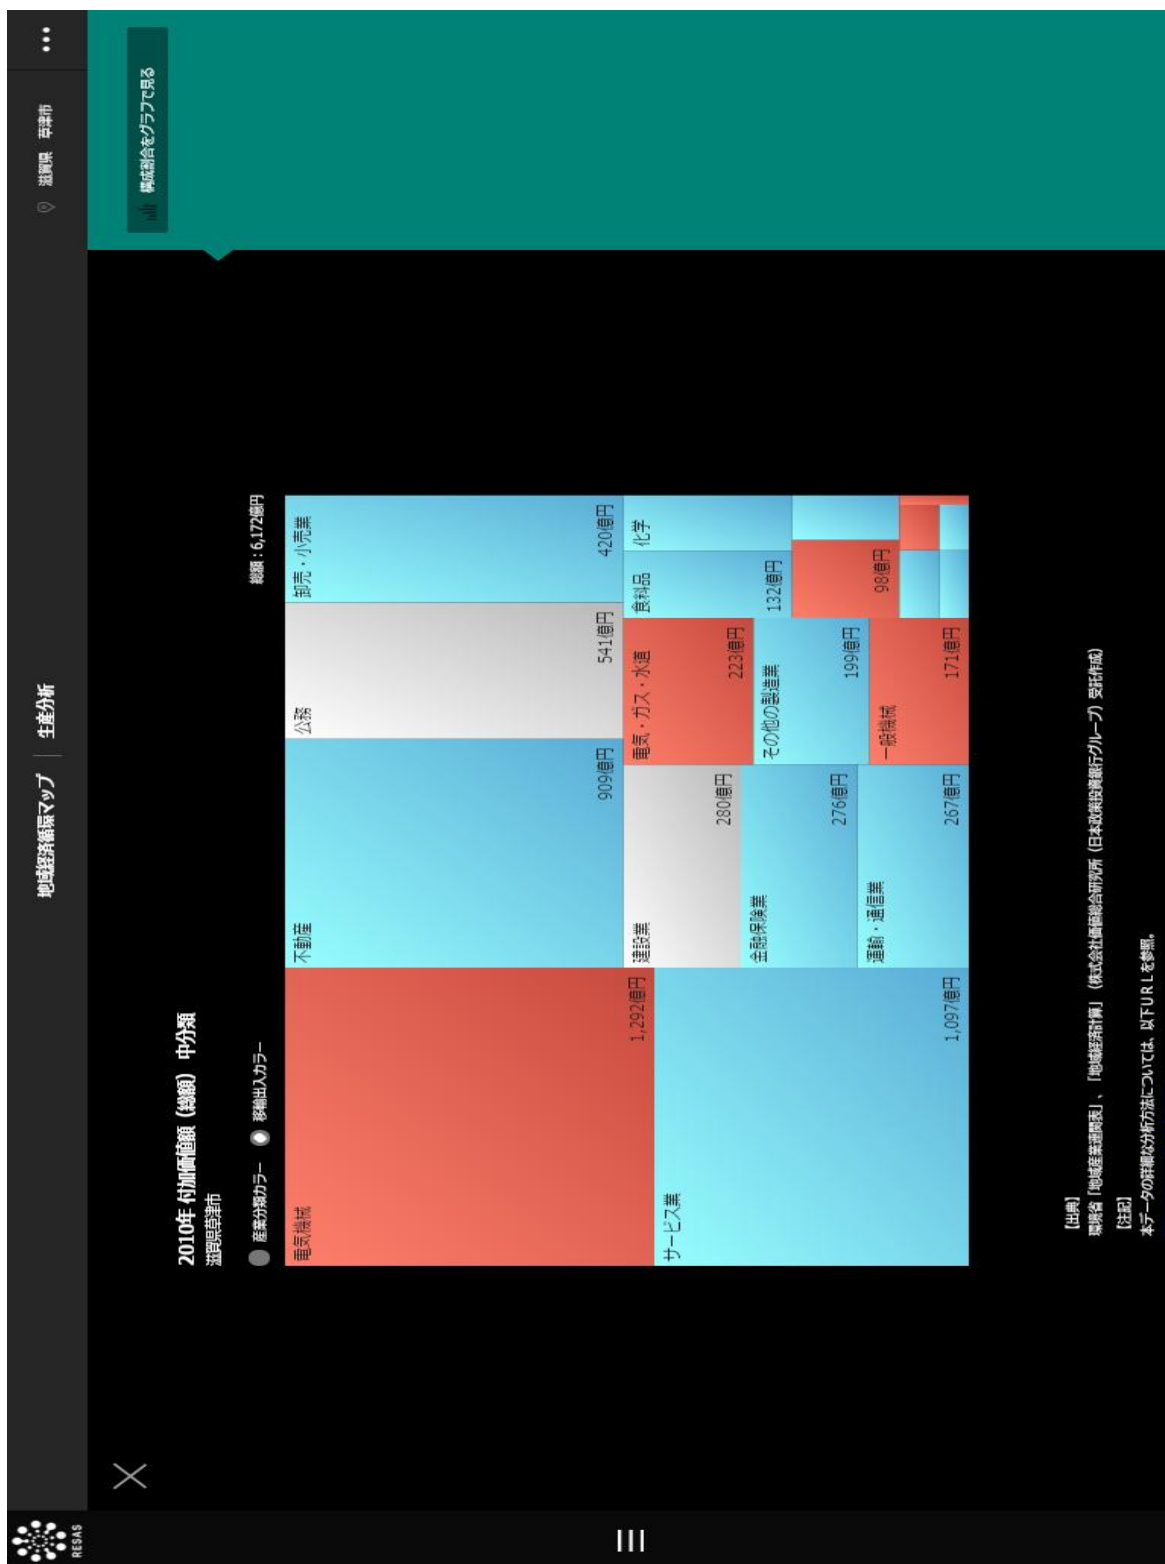 RESAS
地域経済循環マップ | 生産分析
滋賀県 草津市
構成割合をグラフで見る
2010年 付加価値額(総額) 中分類
滋賀県草津市
産業分類カラー
移輸出入カラー
総額:6,172億円
電気機械
1,292億円
サービス業
1,097億円
不動産
909億円
公務
541億円
卸売・小売業
420億円
建設業
280億円
金融保険業
276億円
運輸・通信業
267億円
電気・ガス・水道
223億円
その他の製造業
199億円
一般機械
171億円
食料品
132億円
化学
98億円
【出典】
環境省「地域産業連関表」、「地域経済計算」(株式会社価値総合研究所(日本政策投資銀行グループ)受託作成)
【注記】
本データの詳細な分析方法については、以下URLを参照。